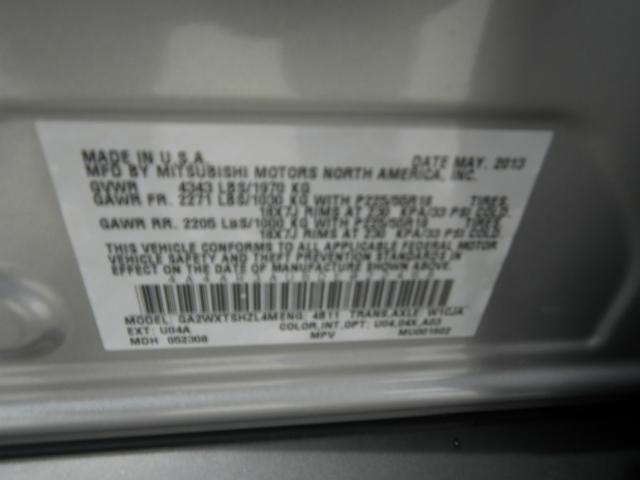 MADE IN U.S.A. DATE MAY. 2013
MFD BY MITSUBISHI MOTORS NORTH AMERICA, INC.
GVWR 4343 LBS/1970 KG
GAWR FR. 2271 LBS/1030 KG WITH P225/55R18 TIRES,
18X7J RIMS AT 230 KPA/33 PSI COLD.
GAWR RR. 2205 LBS/1000 KG WITH P225/55R18 TIRES,
18X7J RIMS AT 230 KPA/33 PSI COLD.
THIS VEHICLE CONFORMS TO ALL APPLICABLE FEDERAL MOTOR
VEHICLE SAFETY AND THEFT PREVENTION STANDARDS IN
EFFECT ON THE DATE OF MANUFACTURE SHOWN ABOVE.
MODEL: GA2WXTSHZL4M ENG: 4B11 TRANS,AXLE: W1CJA
EXT: U04A COLOR,INT,OPT: U04,04X,A03
MDH 052308 MPV MU001602